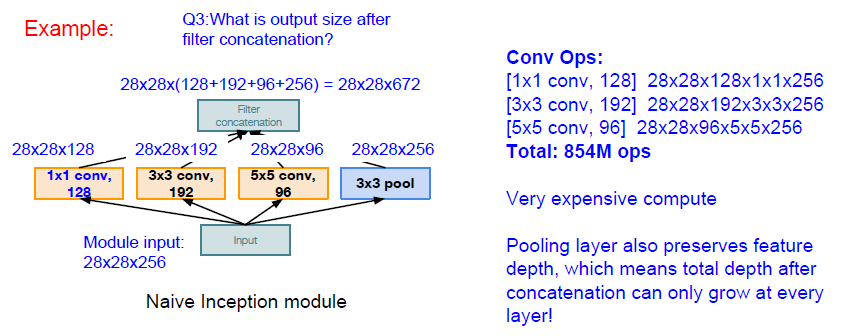 Example:
Q3:What is output size after
filter concatenation?
28x28x(128+192+96+256) = 28x28x672
Filter
concatenation
28x28x128
28x28x192
28x28x96
28x28x256
1x1 conv,
128
3x3 conv,
192
5x5 conv,
96
3x3 pool
Module input:
28x28x256
Input
Naive Inception module
Conv Ops:
[1x1 conv, 128] 28x28x128x1x1x256
[3x3 conv, 192] 28x28x192x3x3x256
[5x5 conv, 96] 28x28x96x5x5x256
Total: 854M ops
Very expensive compute
Pooling layer also preserves feature
depth, which means total depth after
concatenation can only grow at every
layer!